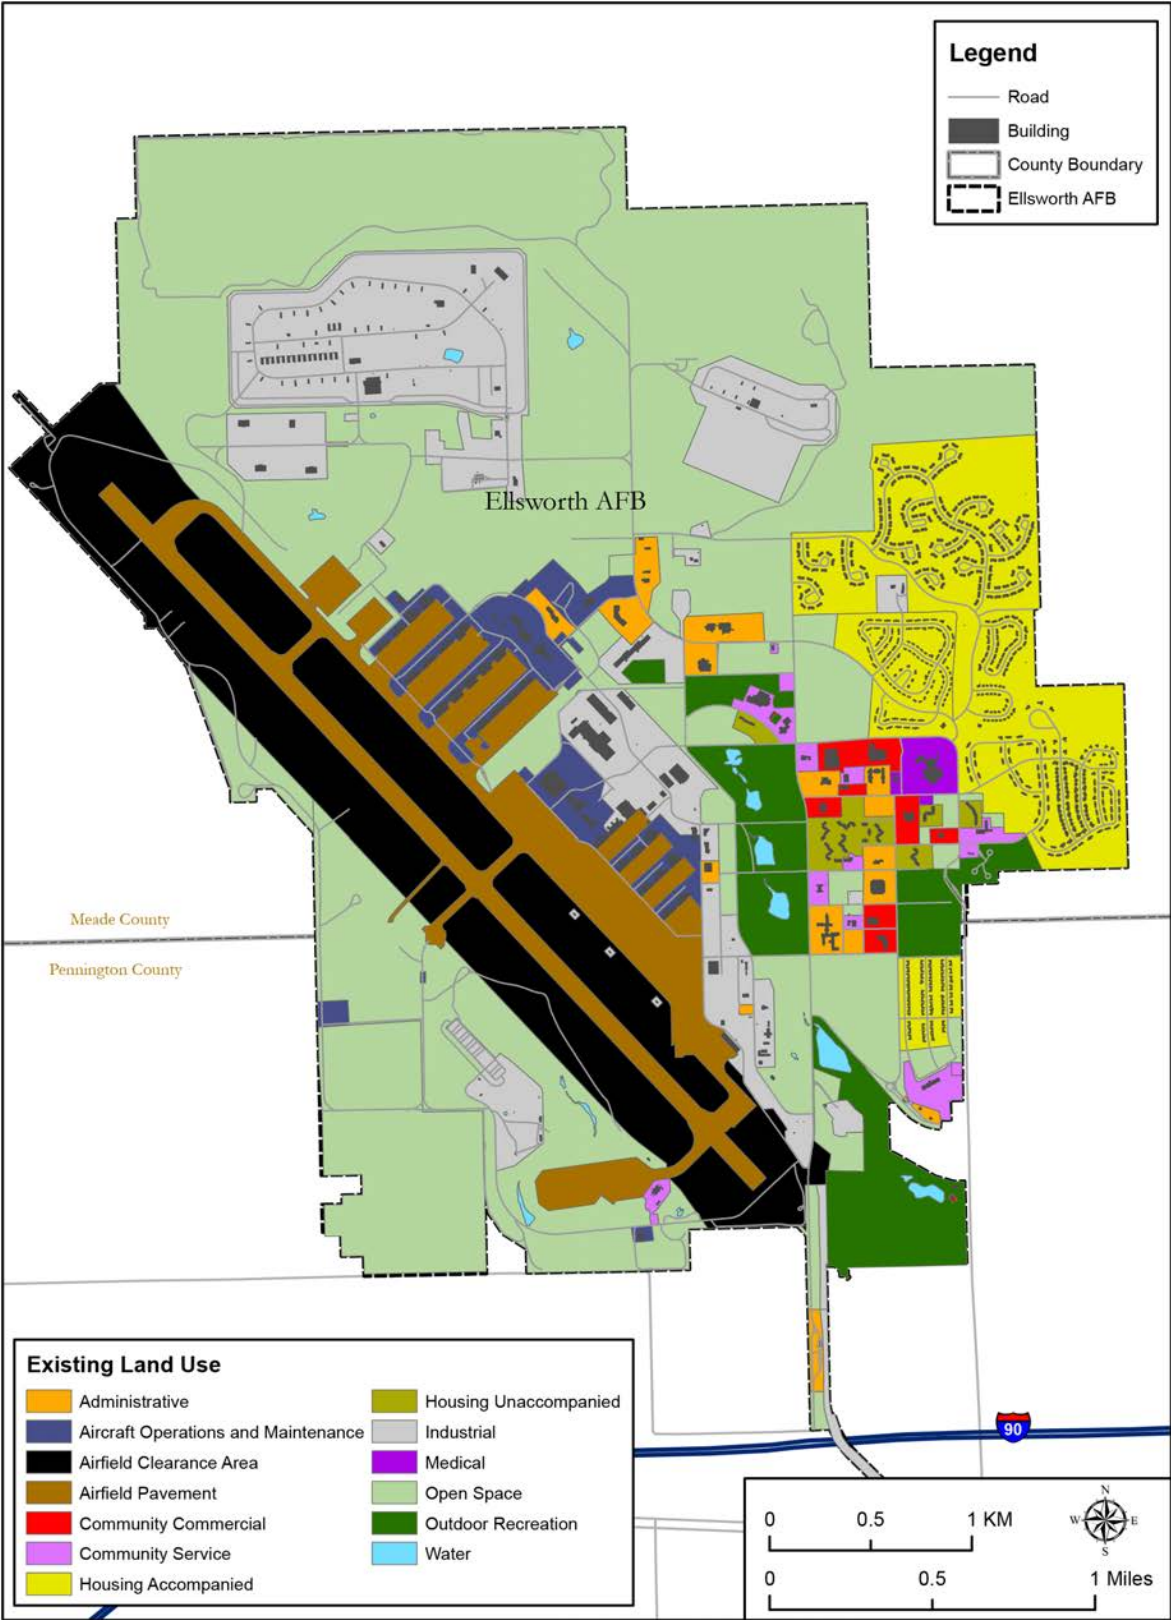 Legend
Road
Building
County Boundary
Ellsworth AFB
Ellsworth AFB
Meade County
Pennington County
Existing Land Use
Administrative
Aircraft Operations and Maintenance
Airfield Clearance Area
Airfield Pavement
Community Commercial
Community Service
Housing Accompanied
Housing Unaccompanied
Industrial
Medical
Open Space
Outdoor Recreation
Water
90
N
W E
S
0 0.5 1 KM
0 0.5 1 Miles